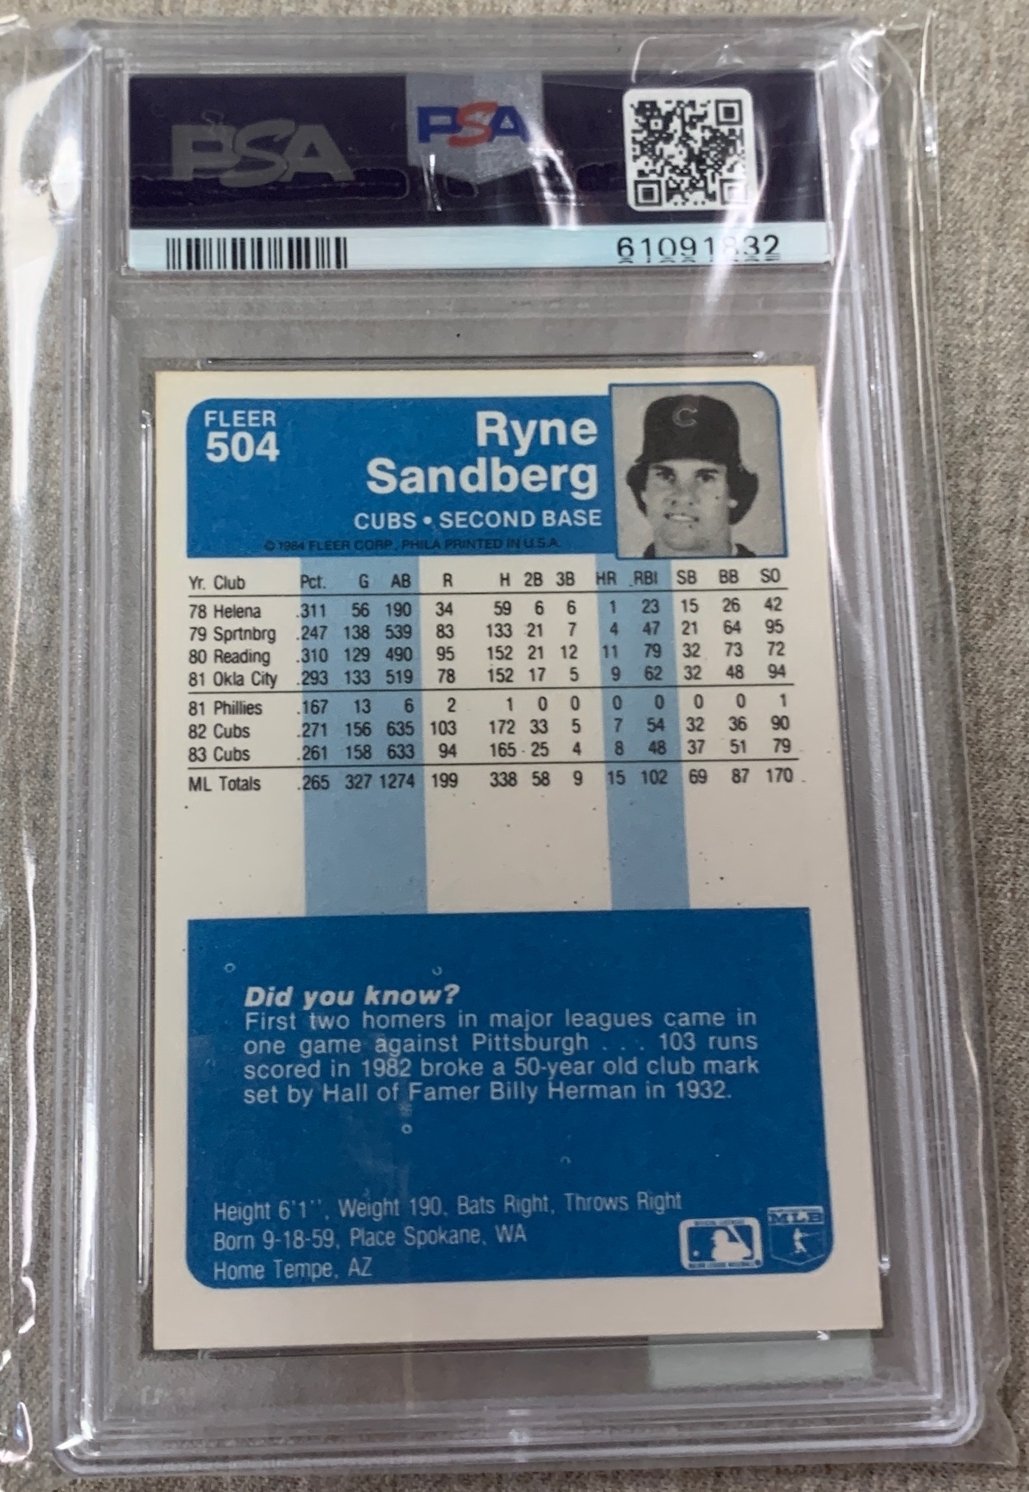 PSA PSA
61091832
FLEER
504
Ryne
Sandberg
CUBS • SECOND BASE
© 1984 FLEER CORP., PHILA PRINTED IN U.S.A.
C
Yr. Club Pct. G AB R H 2B 3B HR RBI SB BB SO
78 Helena .311 56 190 34 59 6 6 1 23 15 26 42
79 Sprtnbrg .247 138 539 83 133 21 7 4 47 21 64 95
80 Reading .310 129 490 95 152 21 12 11 79 32 73 72
81 Okla City .293 133 519 78 152 17 5 9 62 32 48 94
81 Phillies .167 13 6 2 1 0 0 0 0 0 0 1
82 Cubs .271 156 635 103 172 33 5 7 54 32 36 90
83 Cubs .261 158 633 94 165 25 4 8 48 37 51 79
ML Totals .265 327 1274 199 338 58 9 15 102 69 87 170
Did you know?
First two homers in major leagues came in
one game against Pittsburgh . . . 103 runs
scored in 1982 broke a 50-year old club mark
set by Hall of Famer Billy Herman in 1932.
Height 6'1'', Weight 190, Bats Right, Throws Right
Born 9-18-59, Place Spokane, WA
Home Tempe, AZ
MLB